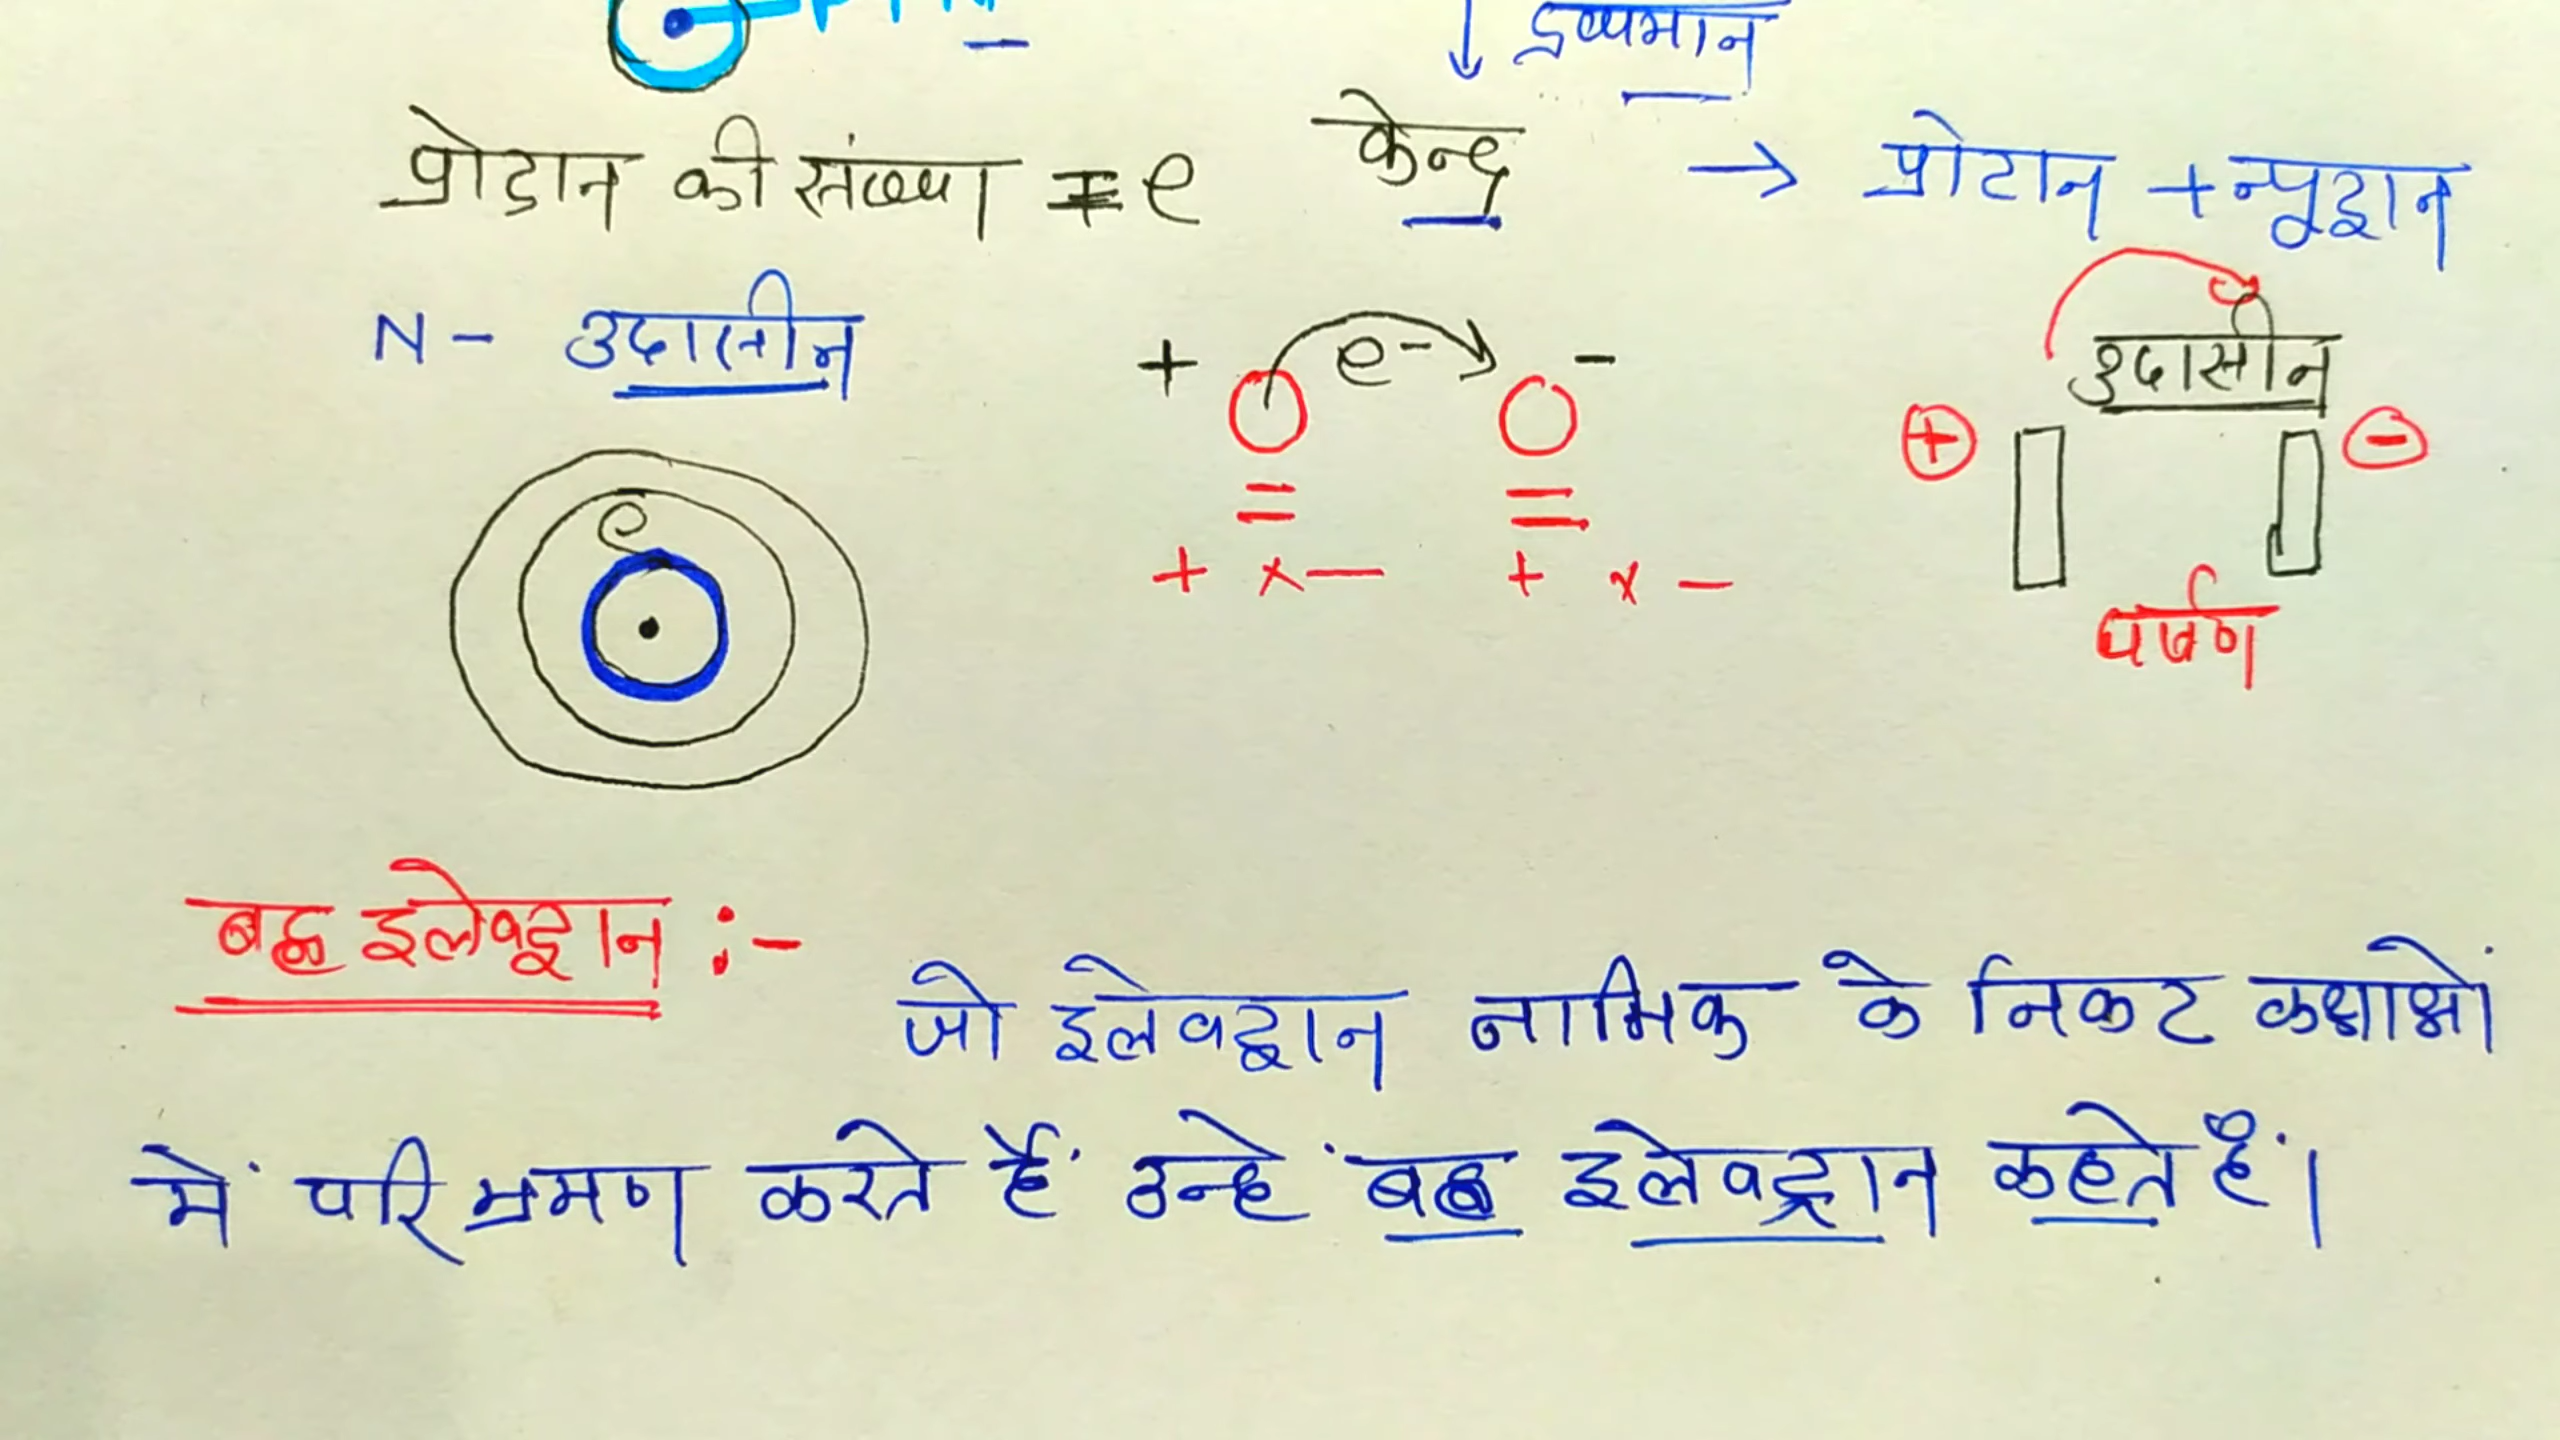 द्रव्यमान
प्रोटान की संख्या = e केन्द्र → प्रोटान + न्यूट्रान
N - उदासीन
+ e- -
उदासीन
+ -
e
= =
+ × - + × -
घर्षण
बद्ध इलेक्ट्रान :-
जो इलेक्ट्रान नाभिक के निकट कक्षाओं
में परिभ्रमण करते हैं उन्हें बद्ध इलेक्ट्रान कहते हैं।